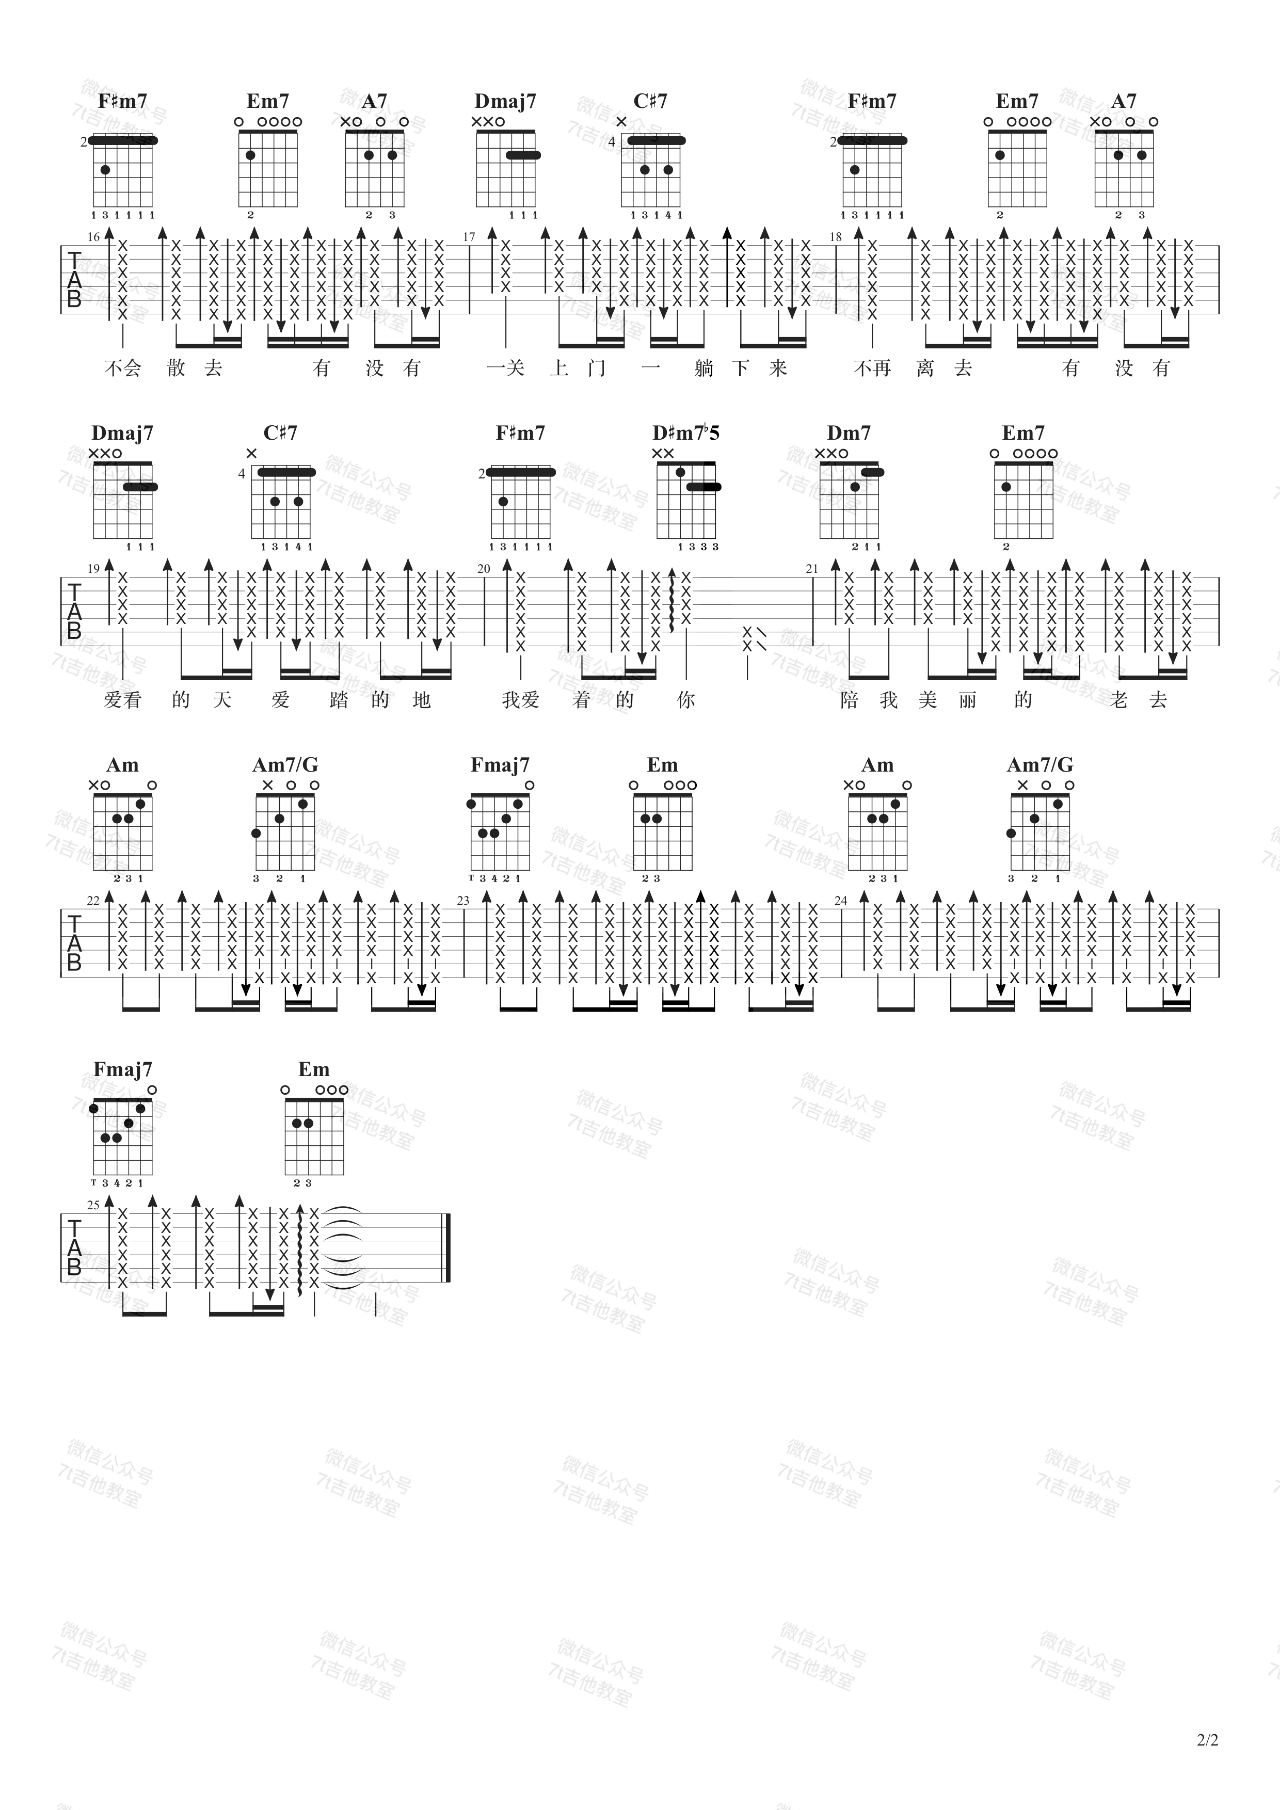 F♯m7 Em7 A7 Dmaj7 C♯7 F♯m7 Em7 A7
2 4 2
1 3 1 1 1 1 2 2 3 1 1 1 1 3 1 4 1 1 3 1 1 1 1 2 2 3
16 17 18
TAB
不会 散 去 有 没 有 一关 上 门 一 躺 下 来 不再 离 去 有 没 有
Dmaj7 C♯7 F♯m7 D♯m7♭5 Dm7 Em7
4 2
1 1 1 1 3 1 4 1 1 3 1 1 1 1 1 3 3 3 2 1 1 2
19 20 21
TAB
爱看 的 天 爱 踏 的 地 我爱 着 的 你 陪 我 美 丽 的 老 去
Am Am7/G Fmaj7 Em Am Am7/G
2 3 1 3 2 1 T 3 4 2 1 2 3 2 3 1 3 2 1
22 23 24
TAB
Fmaj7 Em
T 3 4 2 1 2 3
25
TAB
微信公众号
7t吉他教室
2/2